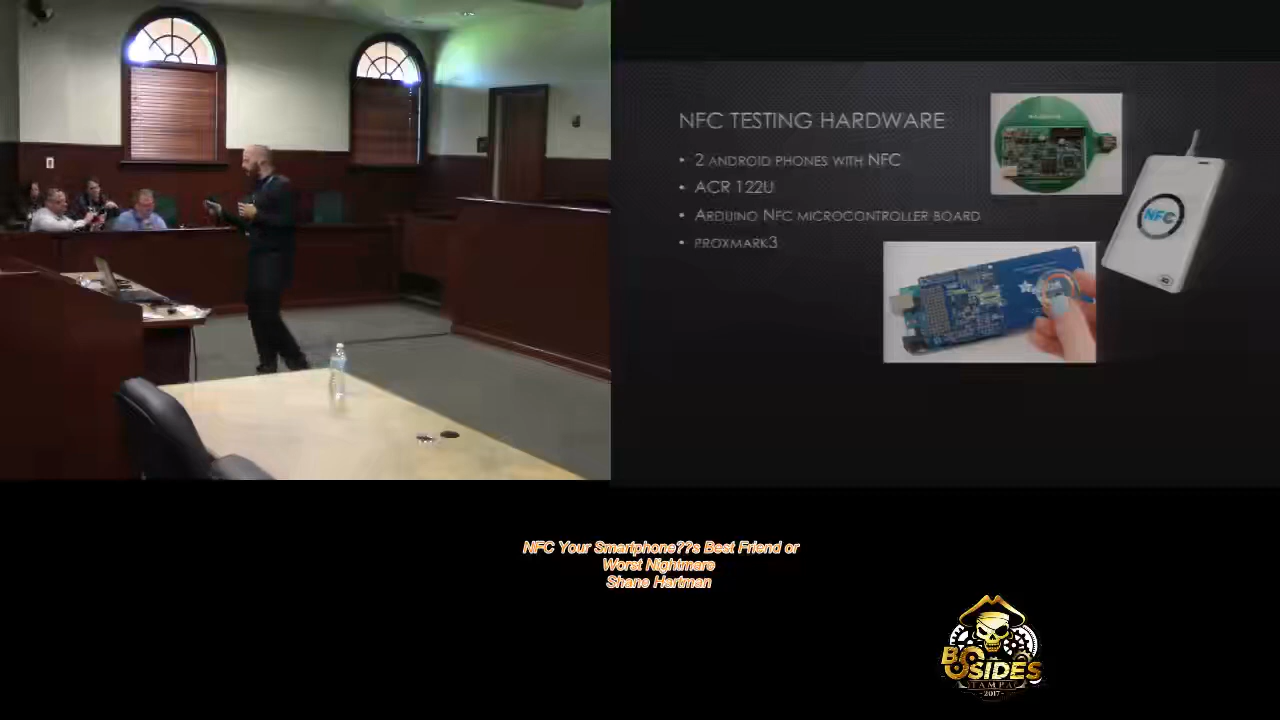 NFC TESTING HARDWARE
• 2 ANDROID PHONES WITH NFC
• ACR 122U
• ARDUINO NFC MICROCONTROLLER BOARD
• PROXMARK3
NFC
NFC Your Smartphone??s Best Friend or
Worst Nightmare
Shane Hartman
BSIDES
TAMPA
-2017-